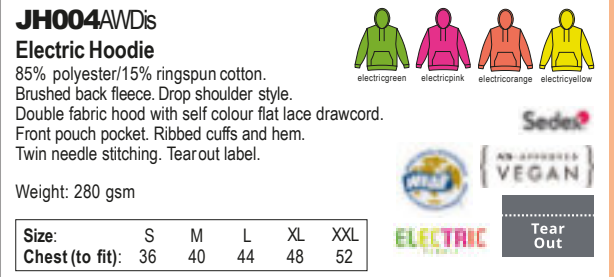 JH004AWDis
Electric Hoodie
85% polyester/15% ringspun cotton.
Brushed back fleece. Drop shoulder style.
Double fabric hood with self colour flat lace drawcord.
Front pouch pocket. Ribbed cuffs and hem.
Twin needle stitching. Tearout label.
Weight: 280 gsm
Size: S M L XL XXL
Chest (to fit): 36 40 44 48 52
electricgreen electricpink electricorange electricyellow
Sedex
APPROVED
VEGAN
WRAP
ELECTRIC
Tear
Out